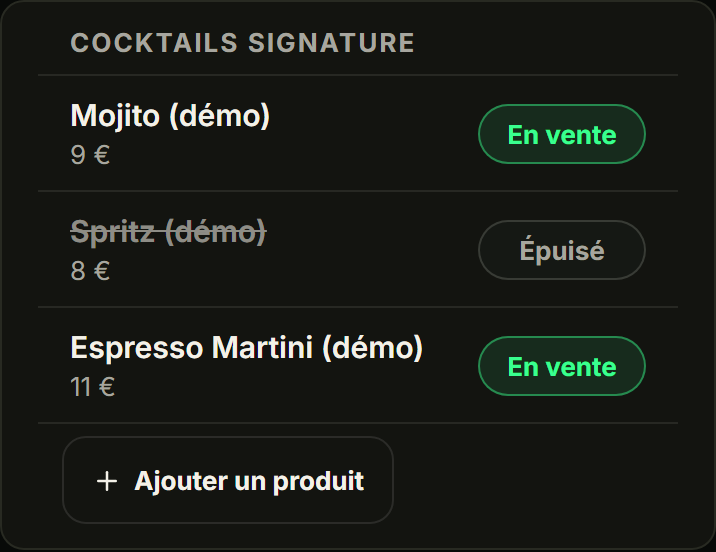 COCKTAILS SIGNATURE
Mojito (démo)
9 €
En vente
Spritz (démo)
8 €
Épuisé
Espresso Martini (démo)
11 €
En vente
+ Ajouter un produit